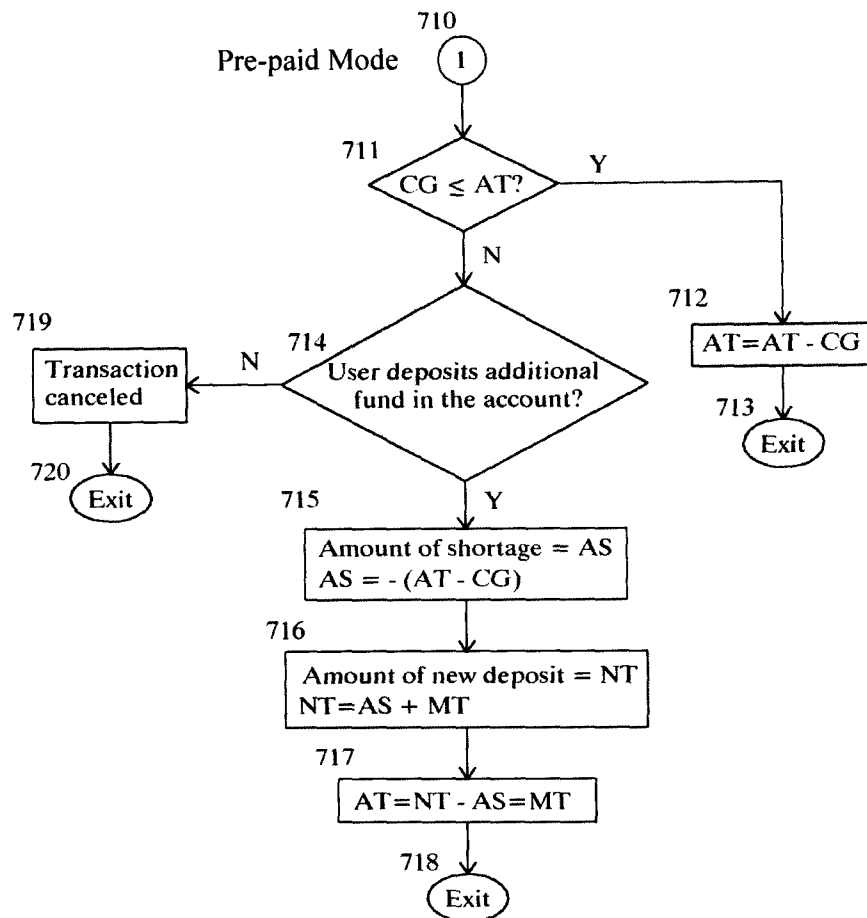 710
Pre-paid Mode
1
711
CG ≤ AT?
Y
N
712
AT=AT - CG
713
Exit
714
User deposits additional
fund in the account?
N
719
Transaction
canceled
720
Exit
Y
715
Amount of shortage = AS
AS = - (AT - CG)
716
Amount of new deposit = NT
NT=AS + MT
717
AT=NT - AS=MT
718
Exit